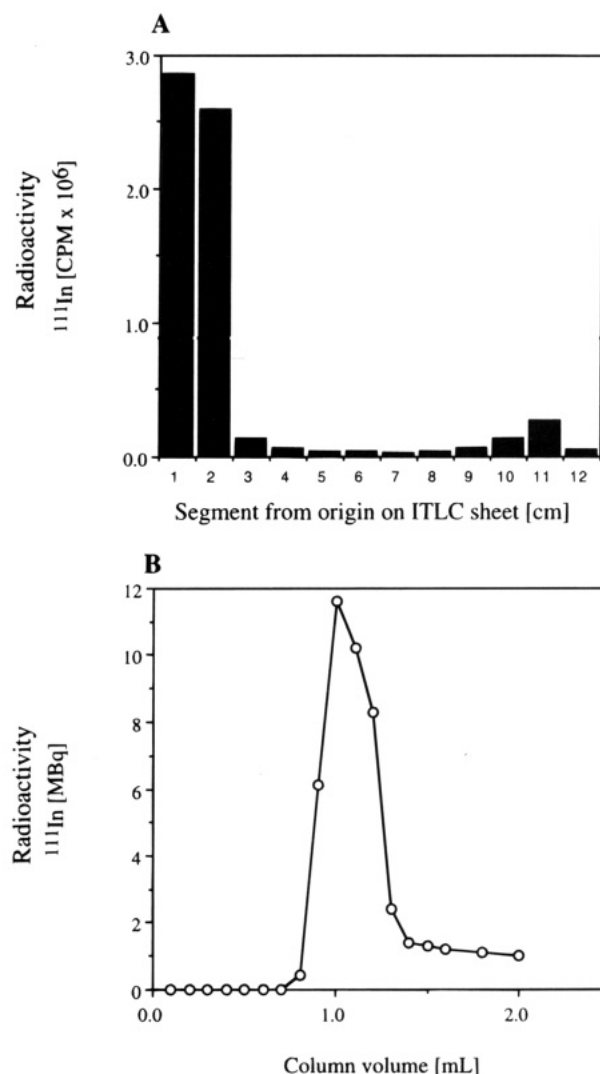 A
3.0
2.0
1.0
0.0
Radioactivity
¹¹¹In [CPM x 10⁶]
1 2 3 4 5 6 7 8 9 10 11 12
Segment from origin on ITLC sheet [cm]
B
12
10
8
6
4
2
0
Radioactivity
¹¹¹In [MBq]
0.0 1.0 2.0
Column volume [mL]